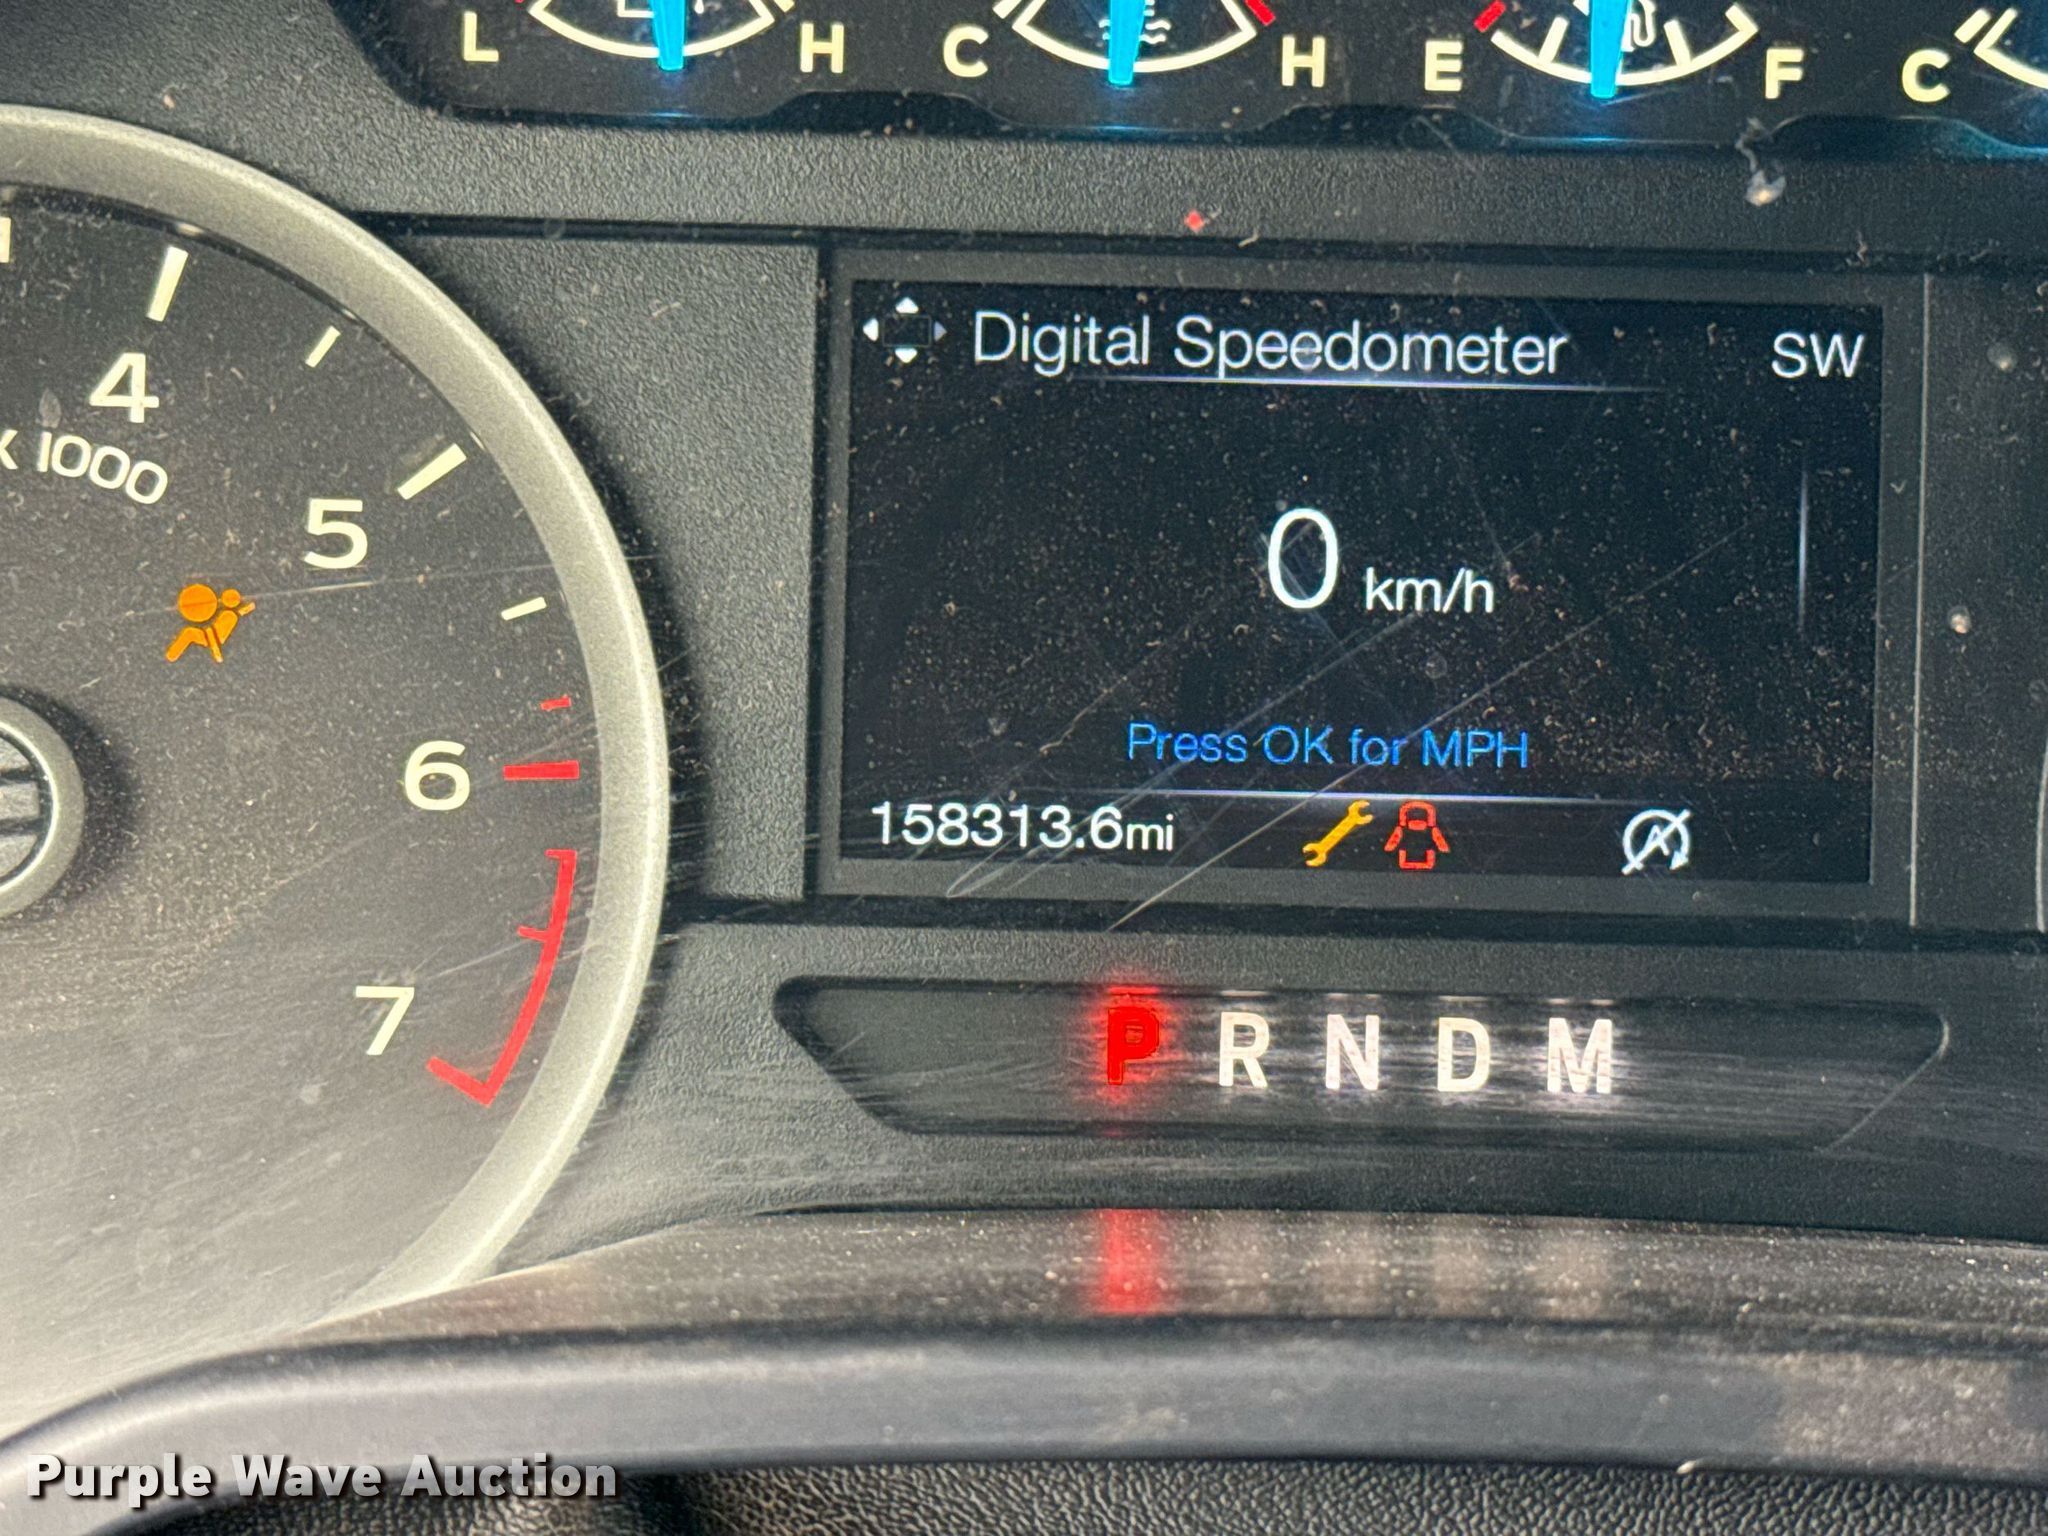 L H C H E F C
4
x 1000
5
6
7
Digital Speedometer SW
0 km/h
Press OK for MPH
158313.6mi
P R N D M
Purple Wave Auction